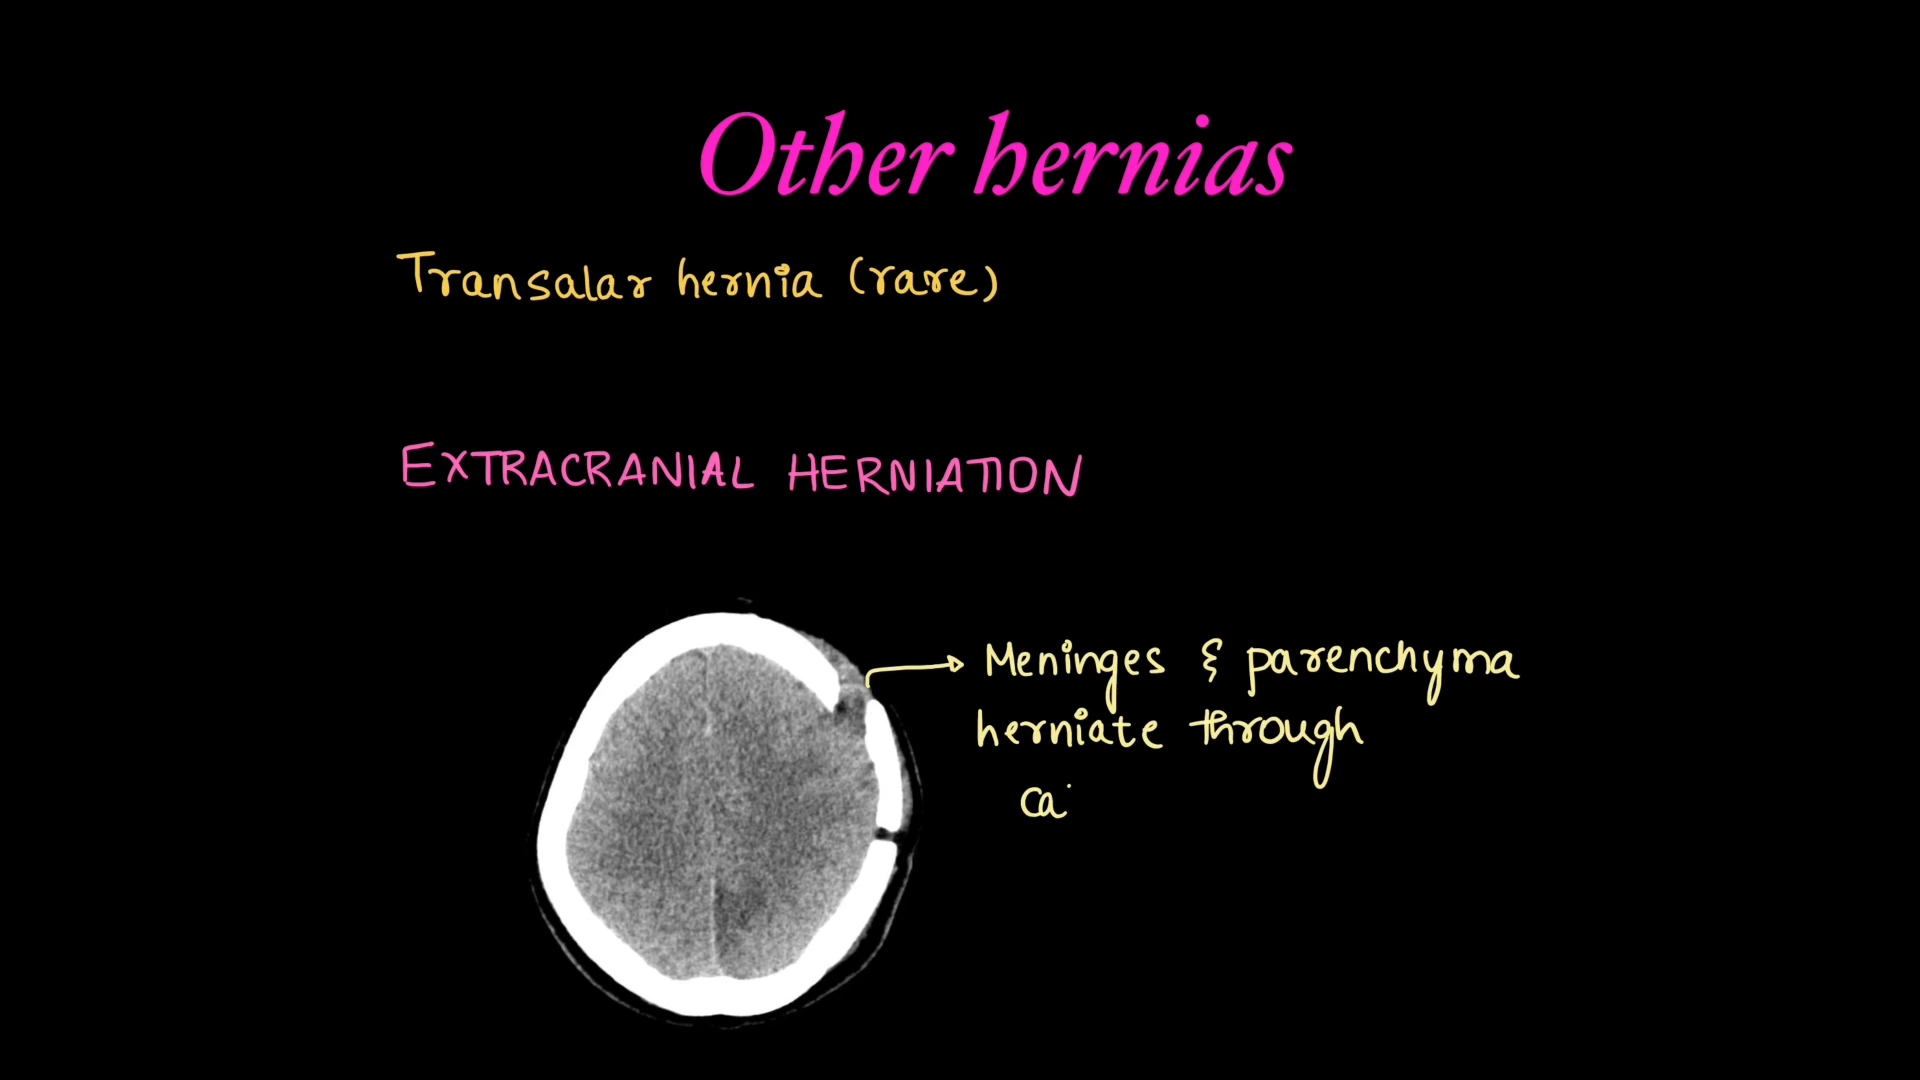 Other hernias
Transalar hernia (rare)
EXTRACRANIAL HERNIATION
Meninges & parenchyma
herniate through